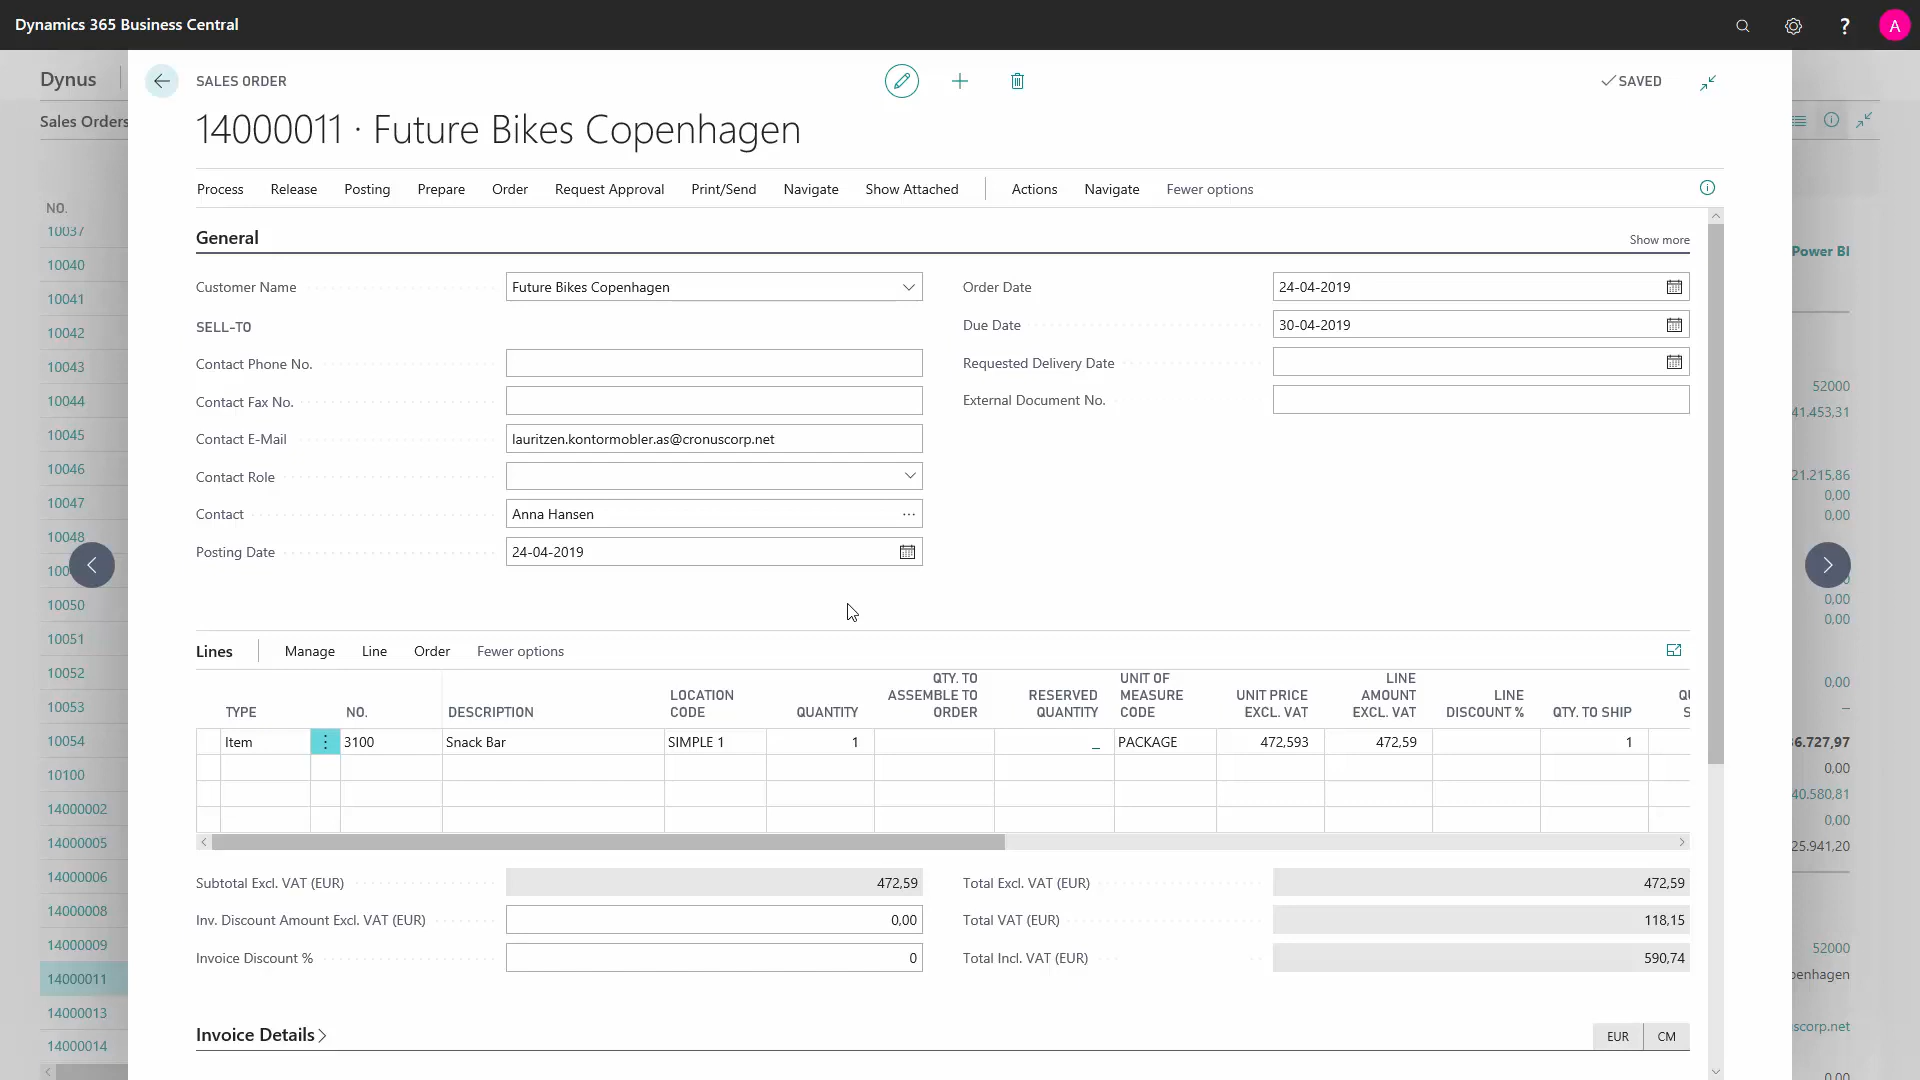 Dynamics 365 Business Central
?
A
Dynus
Sales Orders
NO.
10037
10040
10041
10042
10043
10044
10045
10046
10047
10048
10050
10051
10052
10053
10054
10100
14000002
14000005
14000006
14000008
14000009
14000011
14000013
14000014
SALES ORDER
SAVED
14000011 · Future Bikes Copenhagen
Process Release Posting Prepare Order Request Approval Print/Send Navigate Show Attached Actions Navigate Fewer options
General
Show more
Customer Name Future Bikes Copenhagen
SELL-TO
Contact Phone No.
Contact Fax No.
Contact E-Mail lauritzen.kontormobler.as@cronuscorp.net
Contact Role
Contact Anna Hansen ...
Posting Date 24-04-2019
Order Date 24-04-2019
Due Date 30-04-2019
Requested Delivery Date
External Document No.
Lines Manage Line Order Fewer options
TYPE NO. DESCRIPTION LOCATION CODE QUANTITY QTY. TO ASSEMBLE TO ORDER RESERVED QUANTITY UNIT OF MEASURE CODE UNIT PRICE EXCL. VAT LINE AMOUNT EXCL. VAT LINE DISCOUNT % QTY. TO SHIP
Item 3100 Snack Bar SIMPLE 1 1 _ PACKAGE 472,593 472,59 1
Subtotal Excl. VAT (EUR) 472,59
Inv. Discount Amount Excl. VAT (EUR) 0,00
Invoice Discount % 0
Total Excl. VAT (EUR) 472,59
Total VAT (EUR) 118,15
Total Incl. VAT (EUR) 590,74
Invoice Details
EUR CM
Power BI
52000
41.453,31
21.215,86
0,00
0,00
0,00
0,00
0,00
6.727,97
0,00
40.580,81
0,00
25.941,20
52000
penhagen
scorp.net
0,00